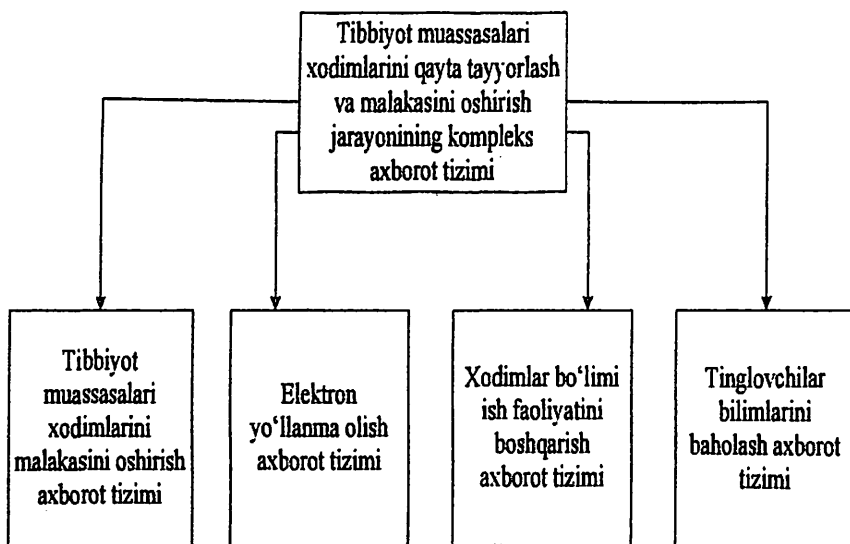 Tibbiyot muassasalari
xodimlarini qayta tayyorlash
va malakasini oshirish
jarayonining kompleks
axborot tizimi
Tibbiyot
muassasalari
xodimlarini
malakasini oshirish
axborot tizimi
Elektron
yo‘llanma olish
axborot tizimi
Xodimlar bo‘limi
ish faoliyatini
boshqarish
axborot tizimi
Tinglovchilar
bilimlarini
baholash axborot
tizimi